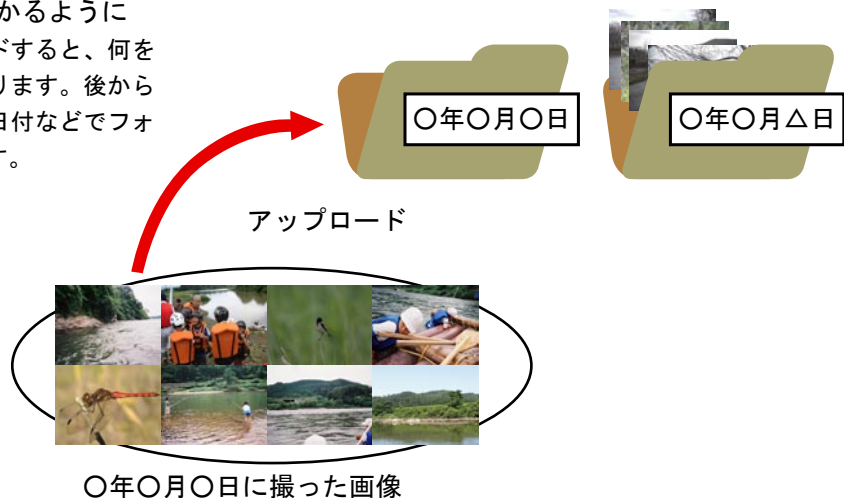 かるように
ドすると、何を
ります。後から
日付などでフォ
す。
〇年〇月〇日
〇年〇月△日
アップロード
〇年〇月〇日に撮った画像